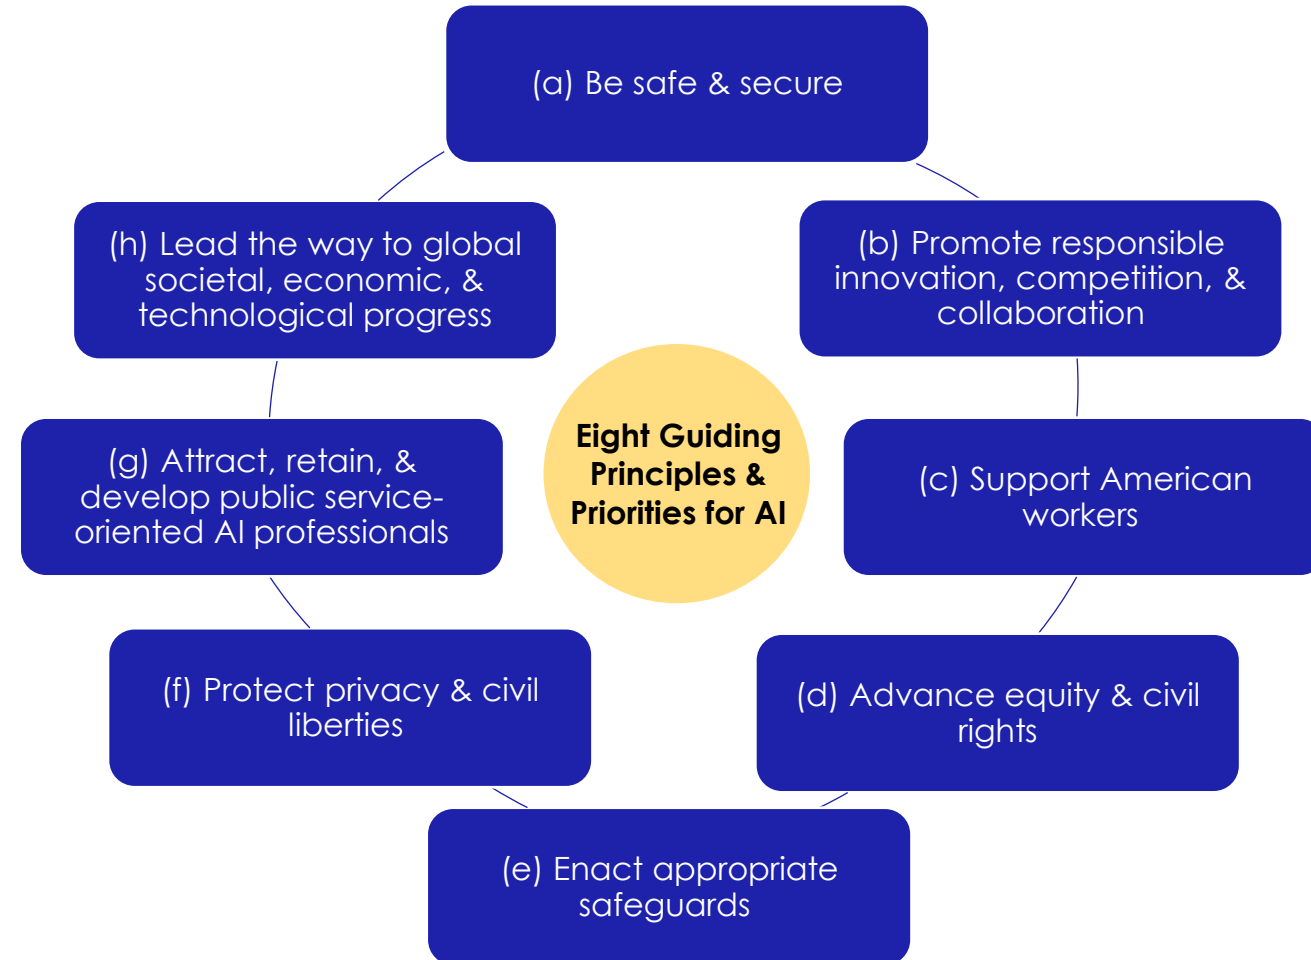 (a) Be safe & secure
(b) Promote responsible
innovation, competition, &
collaboration
(c) Support American
workers
(d) Advance equity & civil
rights
(e) Enact appropriate
safeguards
(f) Protect privacy & civil
liberties
(g) Attract, retain, &
develop public service-
oriented AI professionals
(h) Lead the way to global
societal, economic, &
technological progress
Eight Guiding
Principles &
Priorities for AI